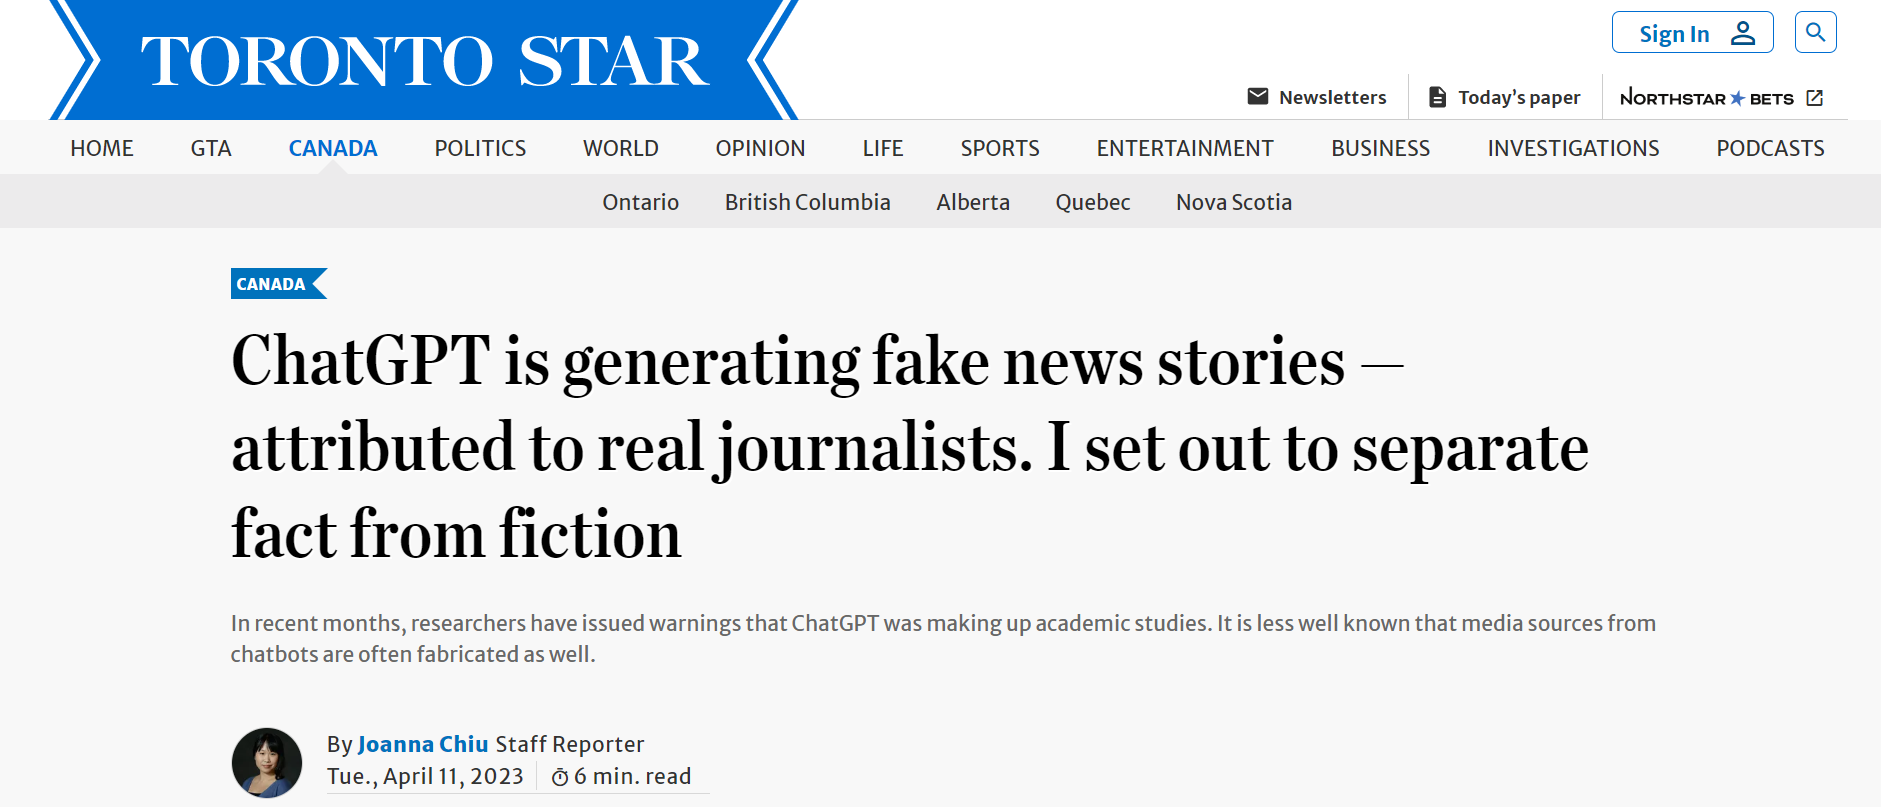 TORONTO STAR
Sign In
Newsletters
Today’s paper
NORTHSTAR BETS
HOME GTA CANADA POLITICS WORLD OPINION LIFE SPORTS ENTERTAINMENT BUSINESS INVESTIGATIONS PODCASTS
Ontario British Columbia Alberta Quebec Nova Scotia
CANADA
ChatGPT is generating fake news stories —
attributed to real journalists. I set out to separate
fact from fiction
In recent months, researchers have issued warnings that ChatGPT was making up academic studies. It is less well known that media sources from
chatbots are often fabricated as well.
By Joanna Chiu Staff Reporter
Tue., April 11, 2023 6 min. read